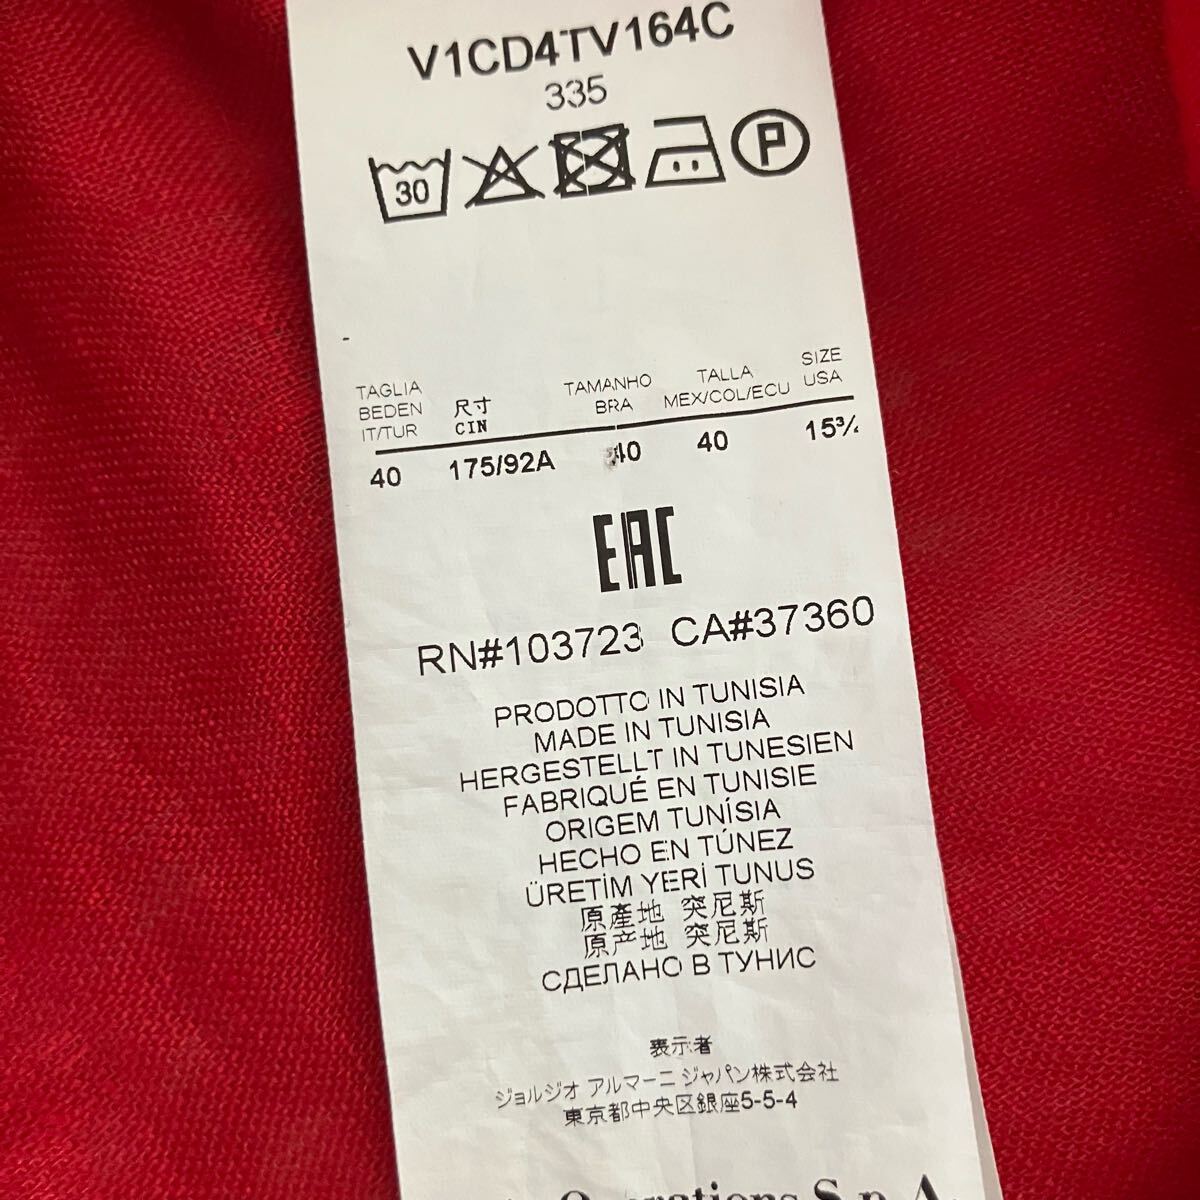 V1CD4TV164C
335
30 P
TAGLIA BEDEN IT/TUR
尺寸 CIN
TAMANHO BRA
TALLA MEX/COL/ECU
SIZE USA
40 175/92A 40 40 15¾
EAC
RN#103723 CA#37360
PRODOTTO IN TUNISIA
MADE IN TUNISIA
HERGESTELLT IN TUNESIEN
FABRIQUÉ EN TUNISIE
ORIGEM TUNÍSIA
HECHO EN TÚNEZ
ÜRETİM YERİ TUNUS
原產地 突尼斯
原产地 突尼斯
СДЕЛАНО В ТУНИС
表示者
ジョルジオ アルマーニ ジャパン株式会社
東京都中央区銀座5-5-4
Operations S.p.A.